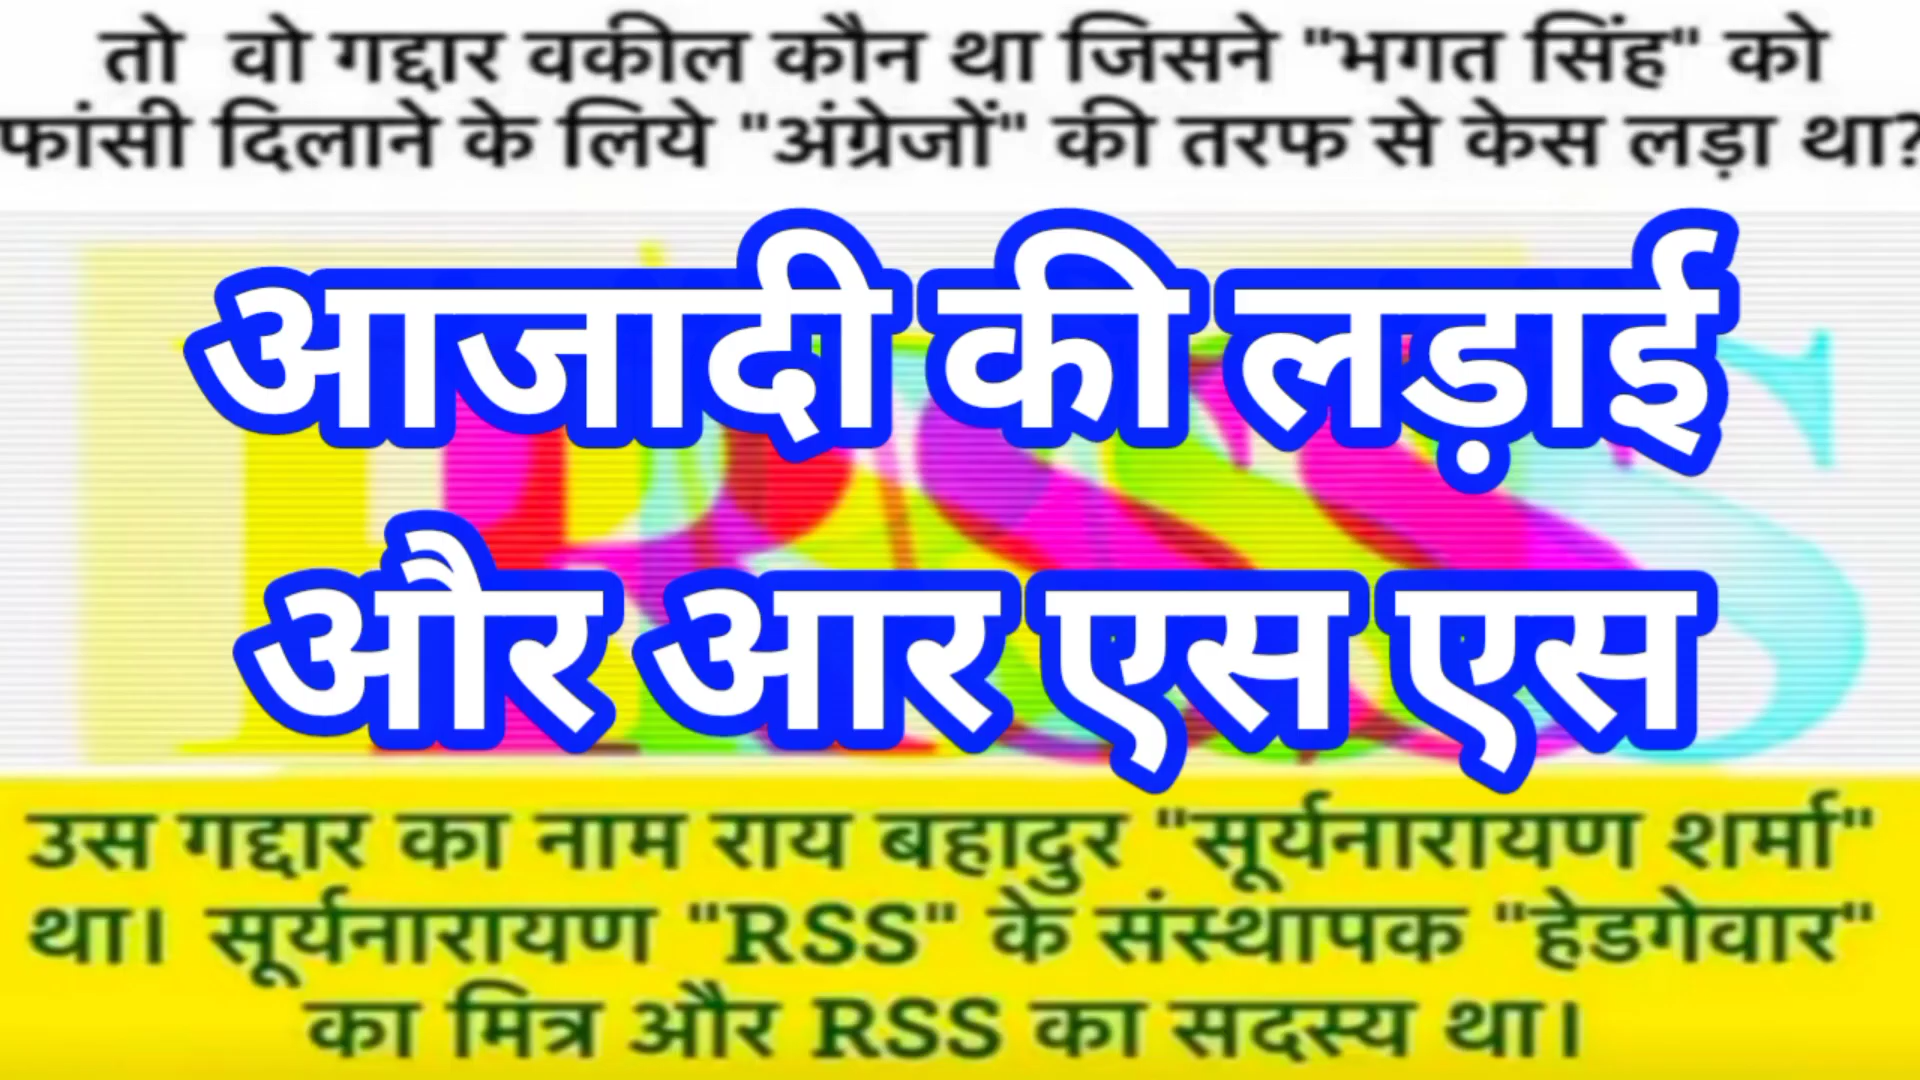 तो वो गद्दार वकील कौन था जिसने "भगत सिंह" को
फांसी दिलाने के लिये "अंग्रेजों" की तरफ से केस लड़ा था?
आजादी की लड़ाई
और आर एस एस
उस गद्दार का नाम राय बहादुर "सूर्यनारायण शर्मा"
था। सूर्यनारायण "RSS" के संस्थापक "हेडगेवार"
का मित्र और RSS का सदस्य था।